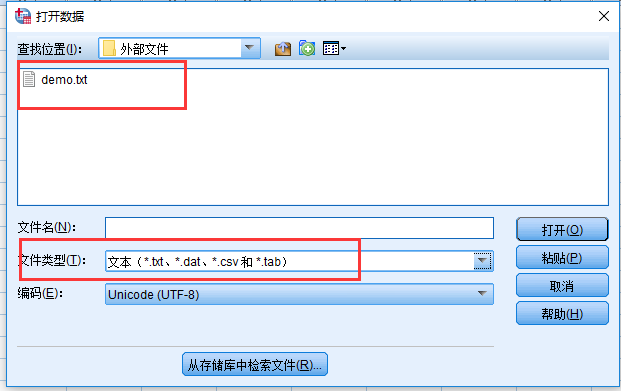 打开数据
查找位置(I): 外部文件
demo.txt
文件名(N):
打开(O)
文件类型(T): 文本（*.txt、*.dat、*.csv 和 *.tab）
粘贴(P)
编码(E): Unicode (UTF-8)
取消
帮助(H)
从存储库中检索文件(R)...